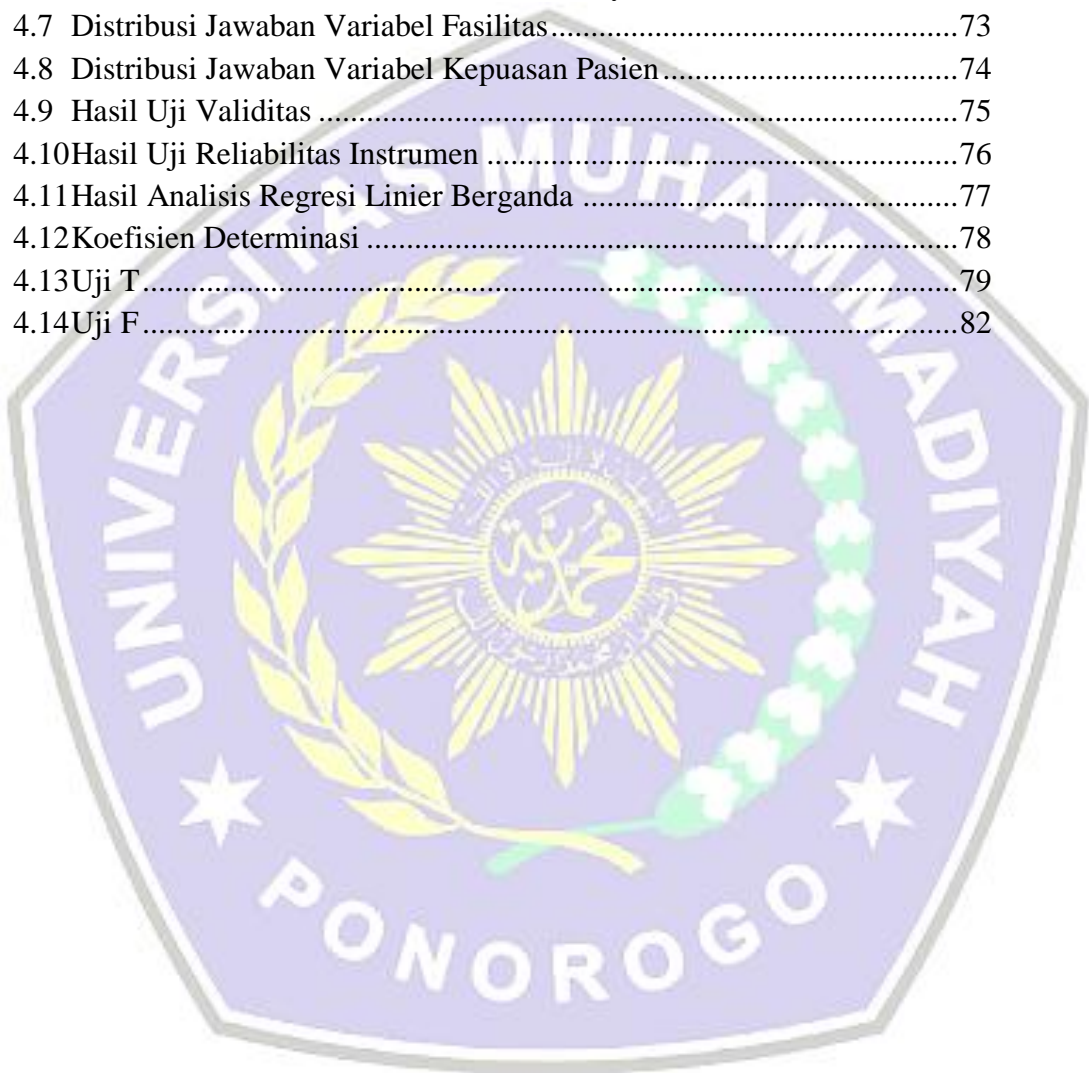 4.7 Distribusi Jawaban Variabel Fasilitas....................................................73
4.8 Distribusi Jawaban Variabel Kepuasan Pasien.....................................74
4.9 Hasil Uji Validitas ................................................................................75
4.10Hasil Uji Reliabilitas Instrumen ...........................................................76
4.11Hasil Analisis Regresi Linier Berganda ...............................................77
4.12Koefisien Determinasi ..........................................................................78
4.13Uji T......................................................................................................79
4.14Uji F......................................................................................................82
UNIVERSITAS MUHAMMADIYAH
محمدية
PONOROGO